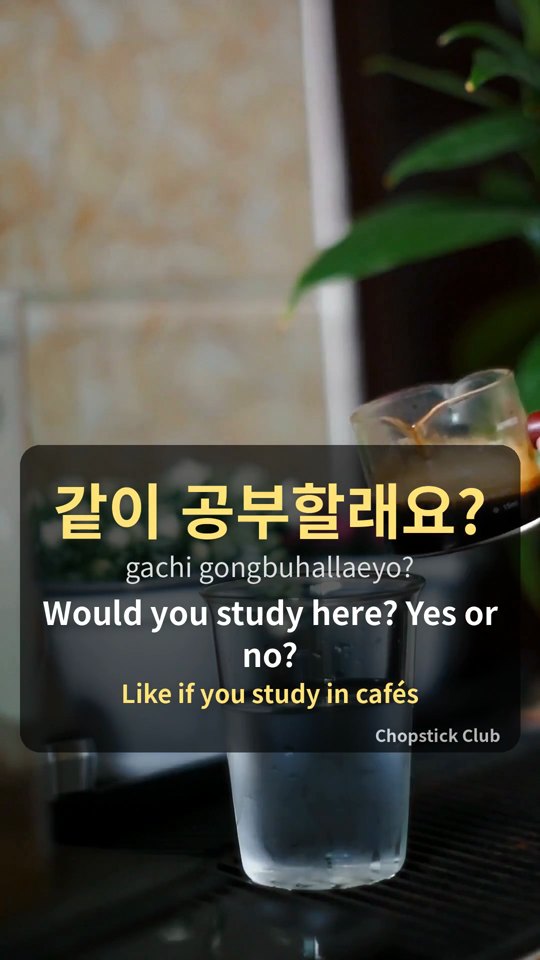 같이 공부할래요?
gachi gongbuhallaeyo?
Would you study here? Yes or
no?
Like if you study in cafés
Chopstick Club